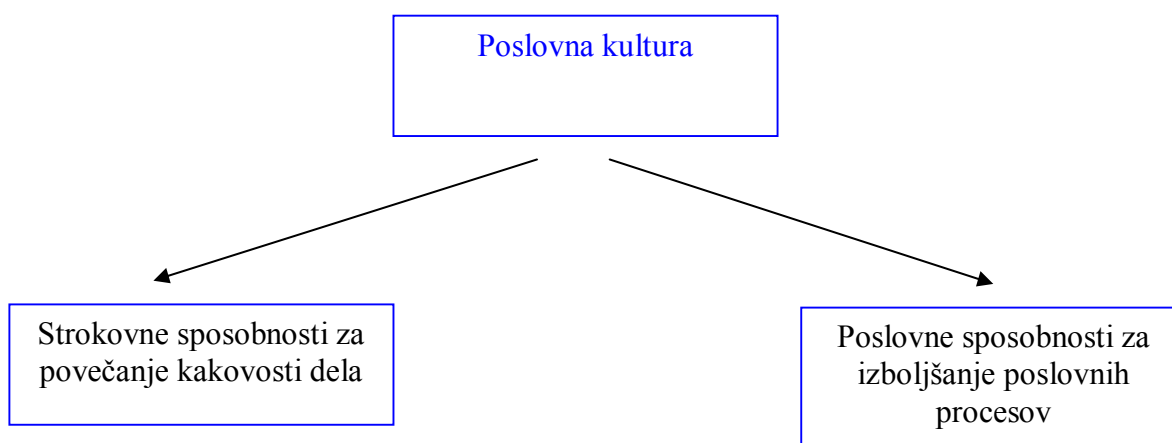 Poslovna kultura
Strokovne sposobnosti za
povečanje kakovosti dela
Poslovne sposobnosti za
izboljšanje poslovnih
procesov